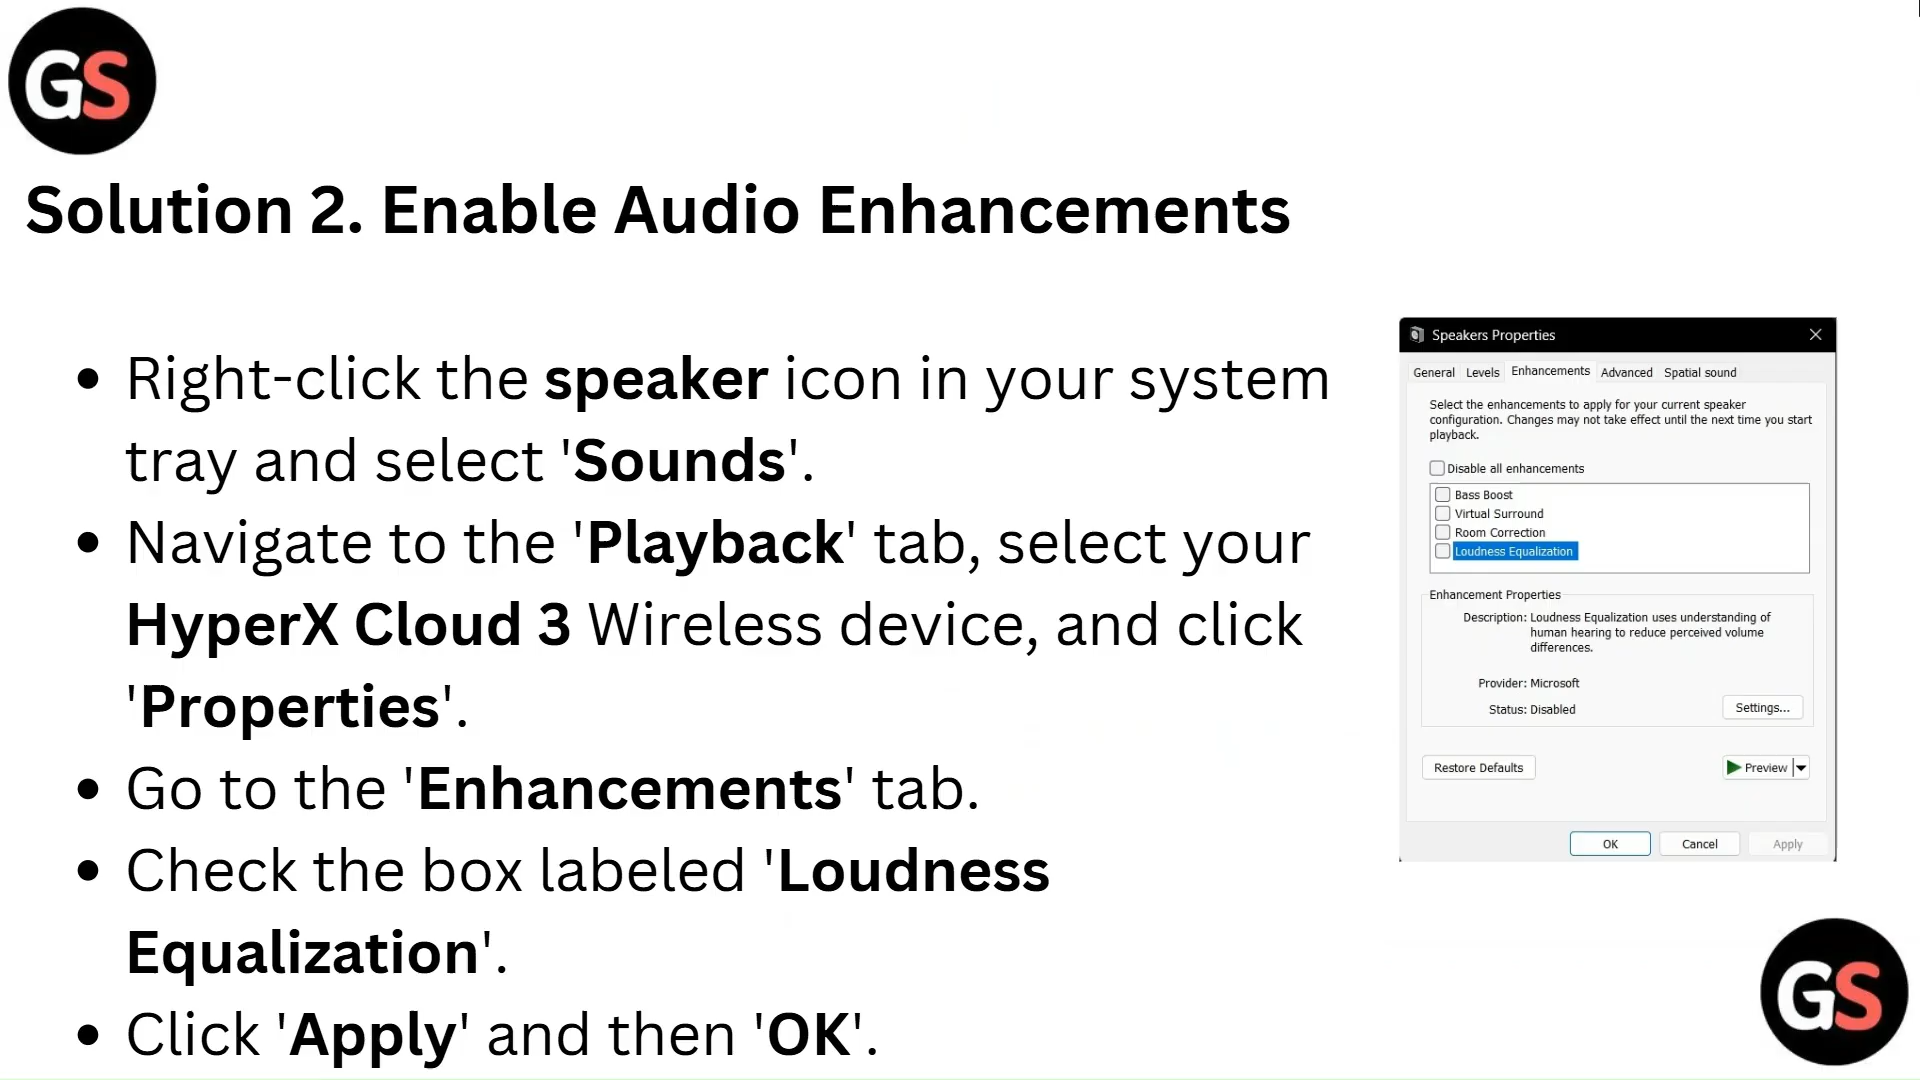 GS
Solution 2. Enable Audio Enhancements
• Right-click the speaker icon in your system
tray and select 'Sounds'.
• Navigate to the 'Playback' tab, select your
HyperX Cloud 3 Wireless device, and click
'Properties'.
• Go to the 'Enhancements' tab.
• Check the box labeled 'Loudness
Equalization'.
• Click 'Apply' and then 'OK'.
Speakers Properties
General Levels Enhancements Advanced Spatial sound
Select the enhancements to apply for your current speaker
configuration. Changes may not take effect until the next time you start
playback.
Disable all enhancements
Bass Boost
Virtual Surround
Room Correction
Loudness Equalization
Enhancement Properties
Description: Loudness Equalization uses understanding of
human hearing to reduce perceived volume
differences.
Provider: Microsoft
Status: Disabled
Settings...
Restore Defaults
Preview
OK Cancel Apply
GS